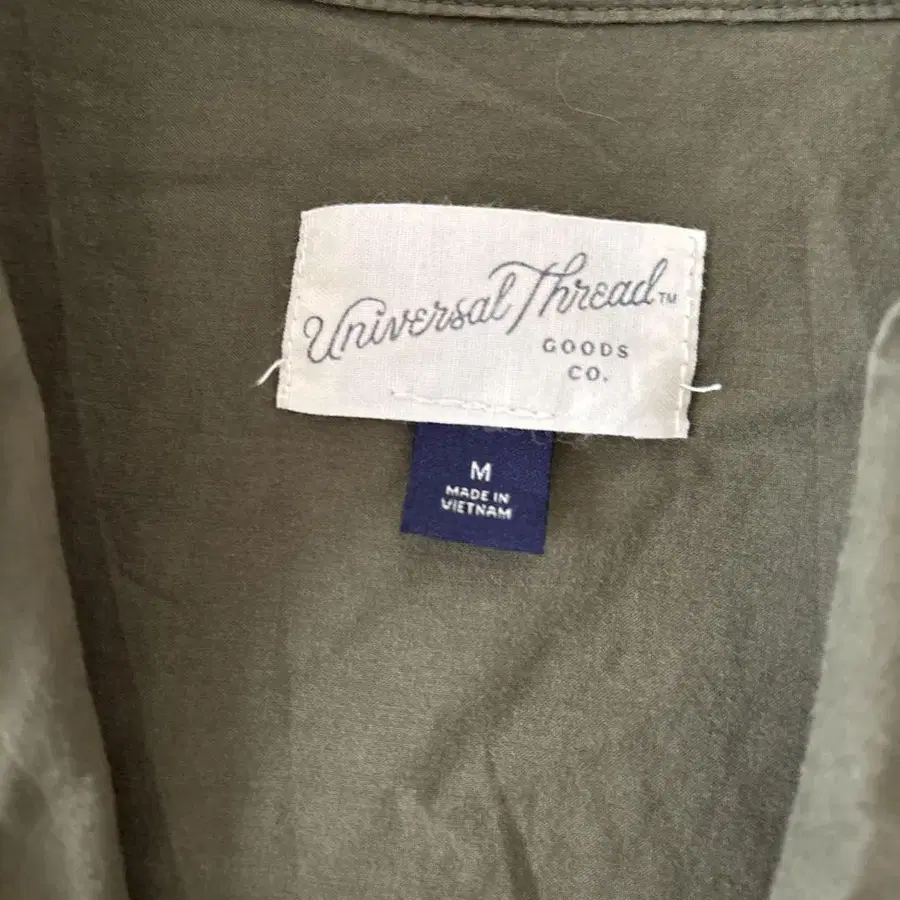 Universal Thread™
GOODS
CO.
M
MADE IN
VIETNAM